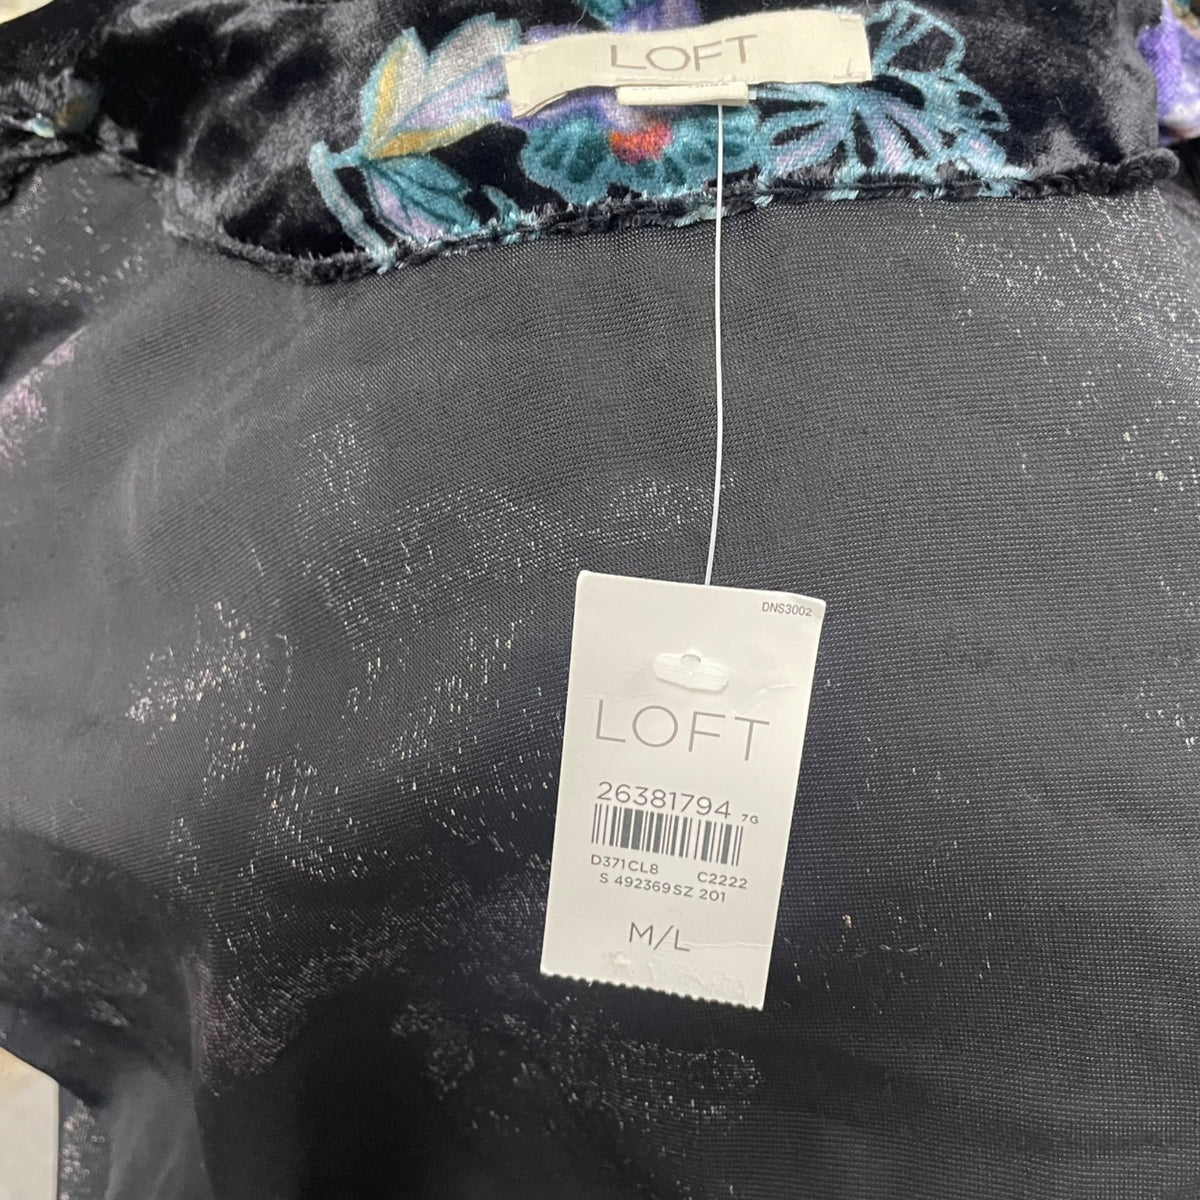 LOFT
DNS3002
LOFT
26381794 7G
D371CL8 C2222
S 492369 SZ 201
M/L